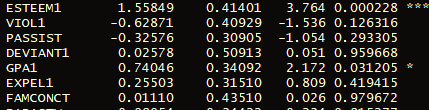 ESTEEM1 1.55849 0.41401 3.764 0.000228 ***
VIOL1 -0.62871 0.40929 -1.536 0.126316
PASSIST -0.32576 0.30905 -1.054 0.293305
DEVIANT1 0.02578 0.50913 0.051 0.959668
GPA1 0.74046 0.34092 2.172 0.031205 *
EXPEL1 0.25503 0.31510 0.809 0.419415
FAMCONCT 0.01110 0.43510 0.026 0.979672